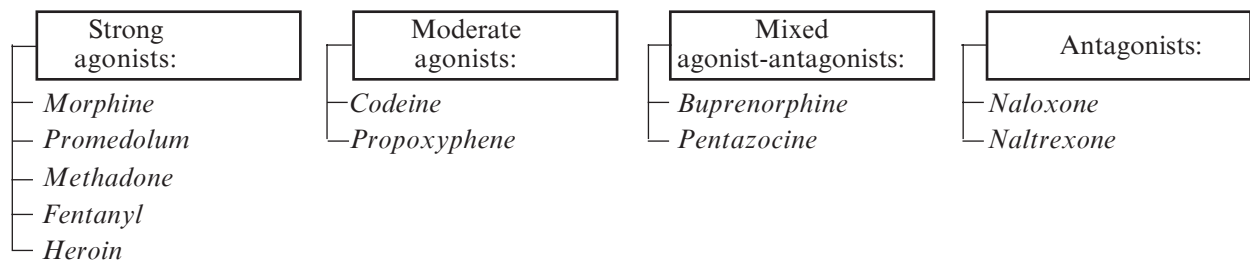 Strong
agonists:
Morphine
Promedolum
Methadone
Fentanyl
Heroin
Moderate
agonists:
Codeine
Propoxyphene
Mixed
agonist-antagonists:
Buprenorphine
Pentazocine
Antagonists:
Naloxone
Naltrexone